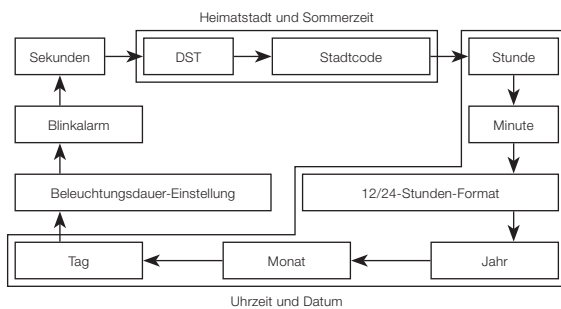 Heimatstadt und Sommerzeit
Sekunden
DST
Stadtcode
Stunde
Blinkalarm
Minute
Beleuchtungsdauer-Einstellung
12/24-Stunden-Format
Tag
Monat
Jahr
Uhrzeit und Datum